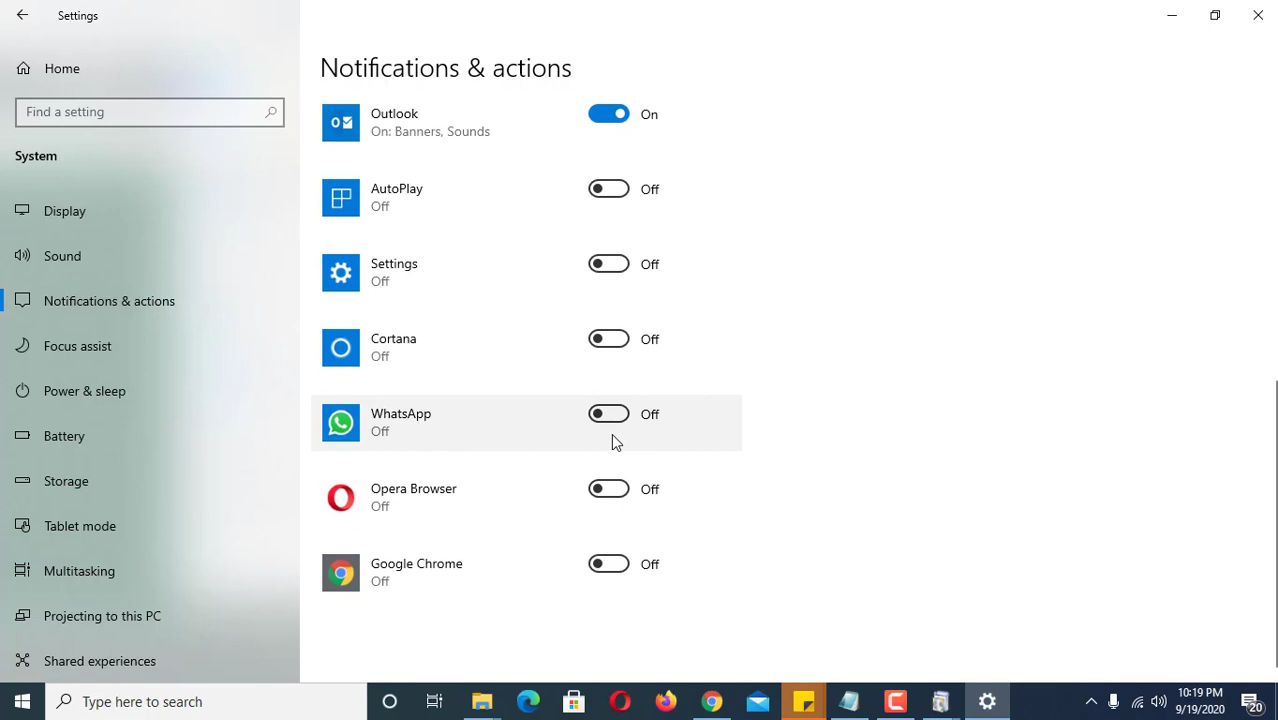 Settings
Home
Find a setting
System
Display
Sound
Notifications & actions
Focus assist
Power & sleep
Battery
Storage
Tablet mode
Multitasking
Projecting to this PC
Shared experiences
Notifications & actions
Outlook
On: Banners, Sounds
On
AutoPlay
Off
Off
Settings
Off
Off
Cortana
Off
Off
WhatsApp
Off
Off
Opera Browser
Off
Off
Google Chrome
Off
Off
Type here to search
10:19 PM
9/19/2020
20